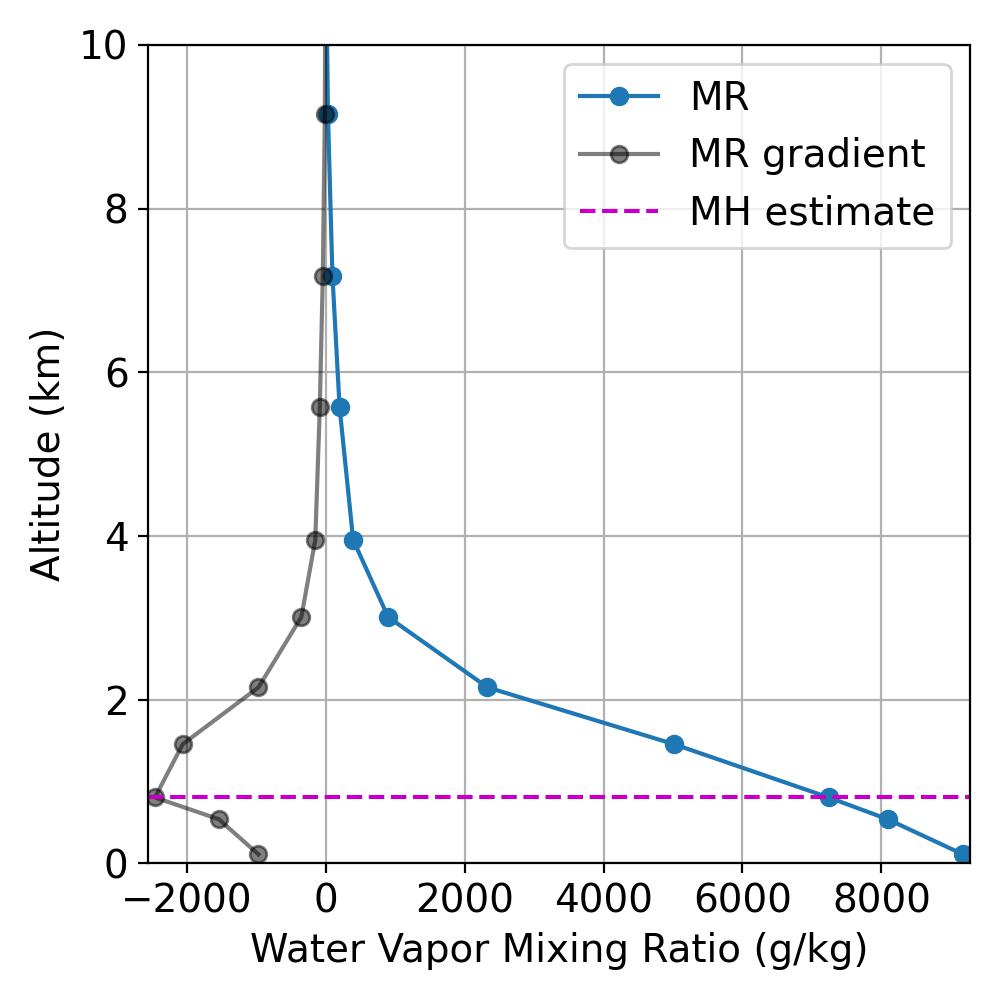 10
8
6
4
2
0
Altitude (km)
MR
MR gradient
MH estimate
−2000 0 2000 4000 6000 8000
Water Vapor Mixing Ratio (g/kg)